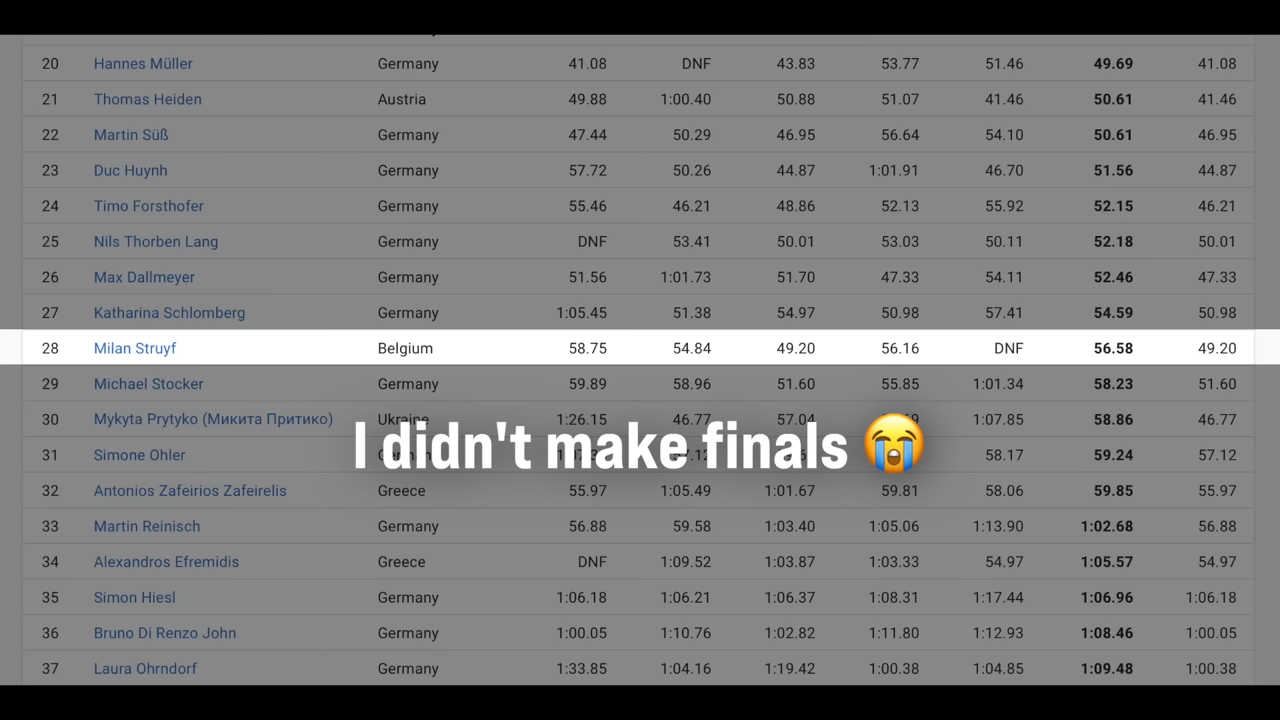 20 Hannes Müller Germany 41.08 DNF 43.83 53.77 51.46 49.69 41.08
21 Thomas Heiden Austria 49.88 1:00.40 50.88 51.07 41.46 50.61 41.46
22 Martin Süß Germany 47.44 50.29 46.95 56.64 54.10 50.61 46.95
23 Duc Huynh Germany 57.72 50.26 44.87 1:01.91 46.70 51.56 44.87
24 Timo Forsthofer Germany 55.46 46.21 48.86 52.13 55.92 52.15 46.21
25 Nils Thorben Lang Germany DNF 53.41 50.01 53.03 50.11 52.18 50.01
26 Max Dallmeyer Germany 51.56 1:01.73 51.70 47.33 54.11 52.46 47.33
27 Katharina Schlomberg Germany 1:05.45 51.38 54.97 50.98 57.41 54.59 50.98
28 Milan Struyf Belgium 58.75 54.84 49.20 56.16 DNF 56.58 49.20
29 Michael Stocker Germany 59.89 58.96 51.60 55.85 1:01.34 58.23 51.60
30 Mykyta Prytyko (Микита Притико) Ukraine 1:26.15 46.77 57.04 1:07.85 58.86 46.77
I didn't make finals 😭
31 Simone Ohler 58.17 59.24 57.12
32 Antonios Zafeirios Zafeirelis Greece 55.97 1:05.49 1:01.67 59.81 58.06 59.85 55.97
33 Martin Reinisch Germany 56.88 59.58 1:03.40 1:05.06 1:13.90 1:02.68 56.88
34 Alexandros Efremidis Greece DNF 1:09.52 1:03.87 1:03.33 54.97 1:05.57 54.97
35 Simon Hiesl Germany 1:06.18 1:06.21 1:06.37 1:08.31 1:17.44 1:06.96 1:06.18
36 Bruno Di Renzo John Germany 1:00.05 1:10.76 1:02.82 1:11.80 1:12.93 1:08.46 1:00.05
37 Laura Ohrndorf Germany 1:33.85 1:04.16 1:19.42 1:00.38 1:04.85 1:09.48 1:00.38